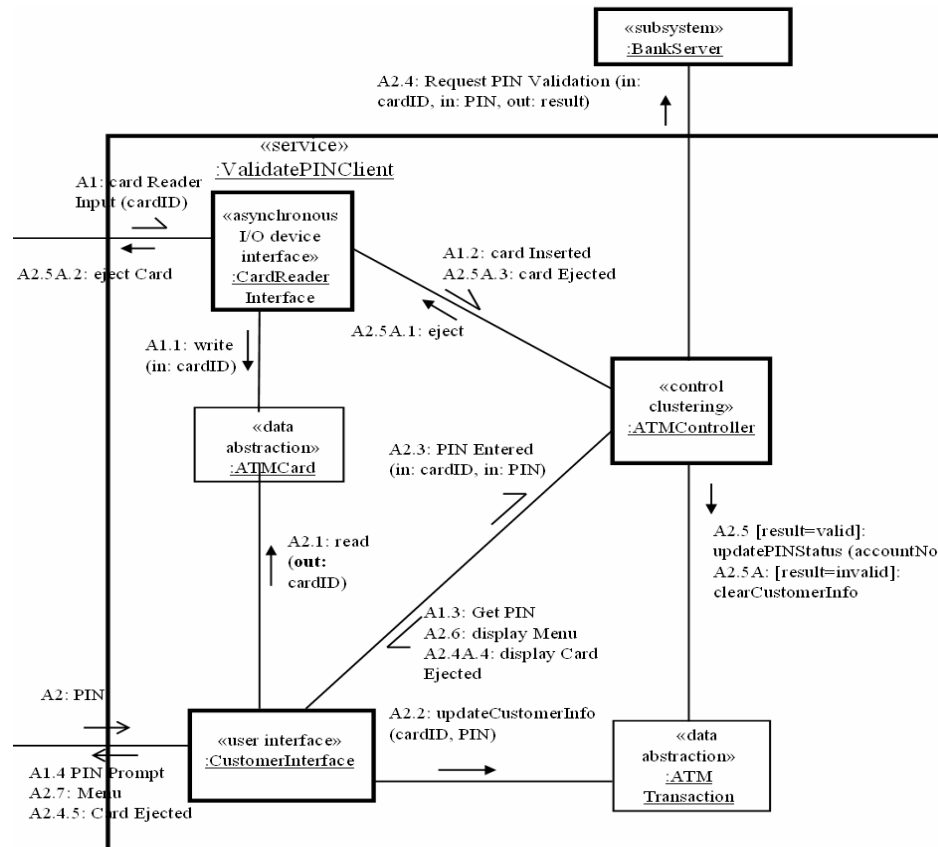 «subsystem»
:BankServer
A2.4: Request PIN Validation (in:
cardID, in: PIN, out: result)
«service»
:ValidatePINClient
A1: card Reader
Input (cardID)
«asynchronous
I/O device
interface»
:CardReader
Interface
A2.5A.2: eject Card
A1.2: card Inserted
A2.5A.3: card Ejected
A2.5A.1: eject
A1.1: write
(in: cardID)
«control
clustering»
:ATMController
«data
abstraction»
:ATMCard
A2.3: PIN Entered
(in: cardID, in: PIN)
A2.1: read
(out:
cardID)
A2.5 [result=valid]:
updatePINStatus (accountNo
A2.5A: [result=invalid]:
clearCustomerInfo
A1.3: Get PIN
A2.6: display Menu
A2.4A.4: display Card
Ejected
A2: PIN
A2.2: updateCustomerInfo
(cardID, PIN)
«user interface»
:CustomerInterface
«data
abstraction»
:ATM
Transaction
A1.4 PIN Prompt
A2.7: Menu
A2.4.5: Card Ejected